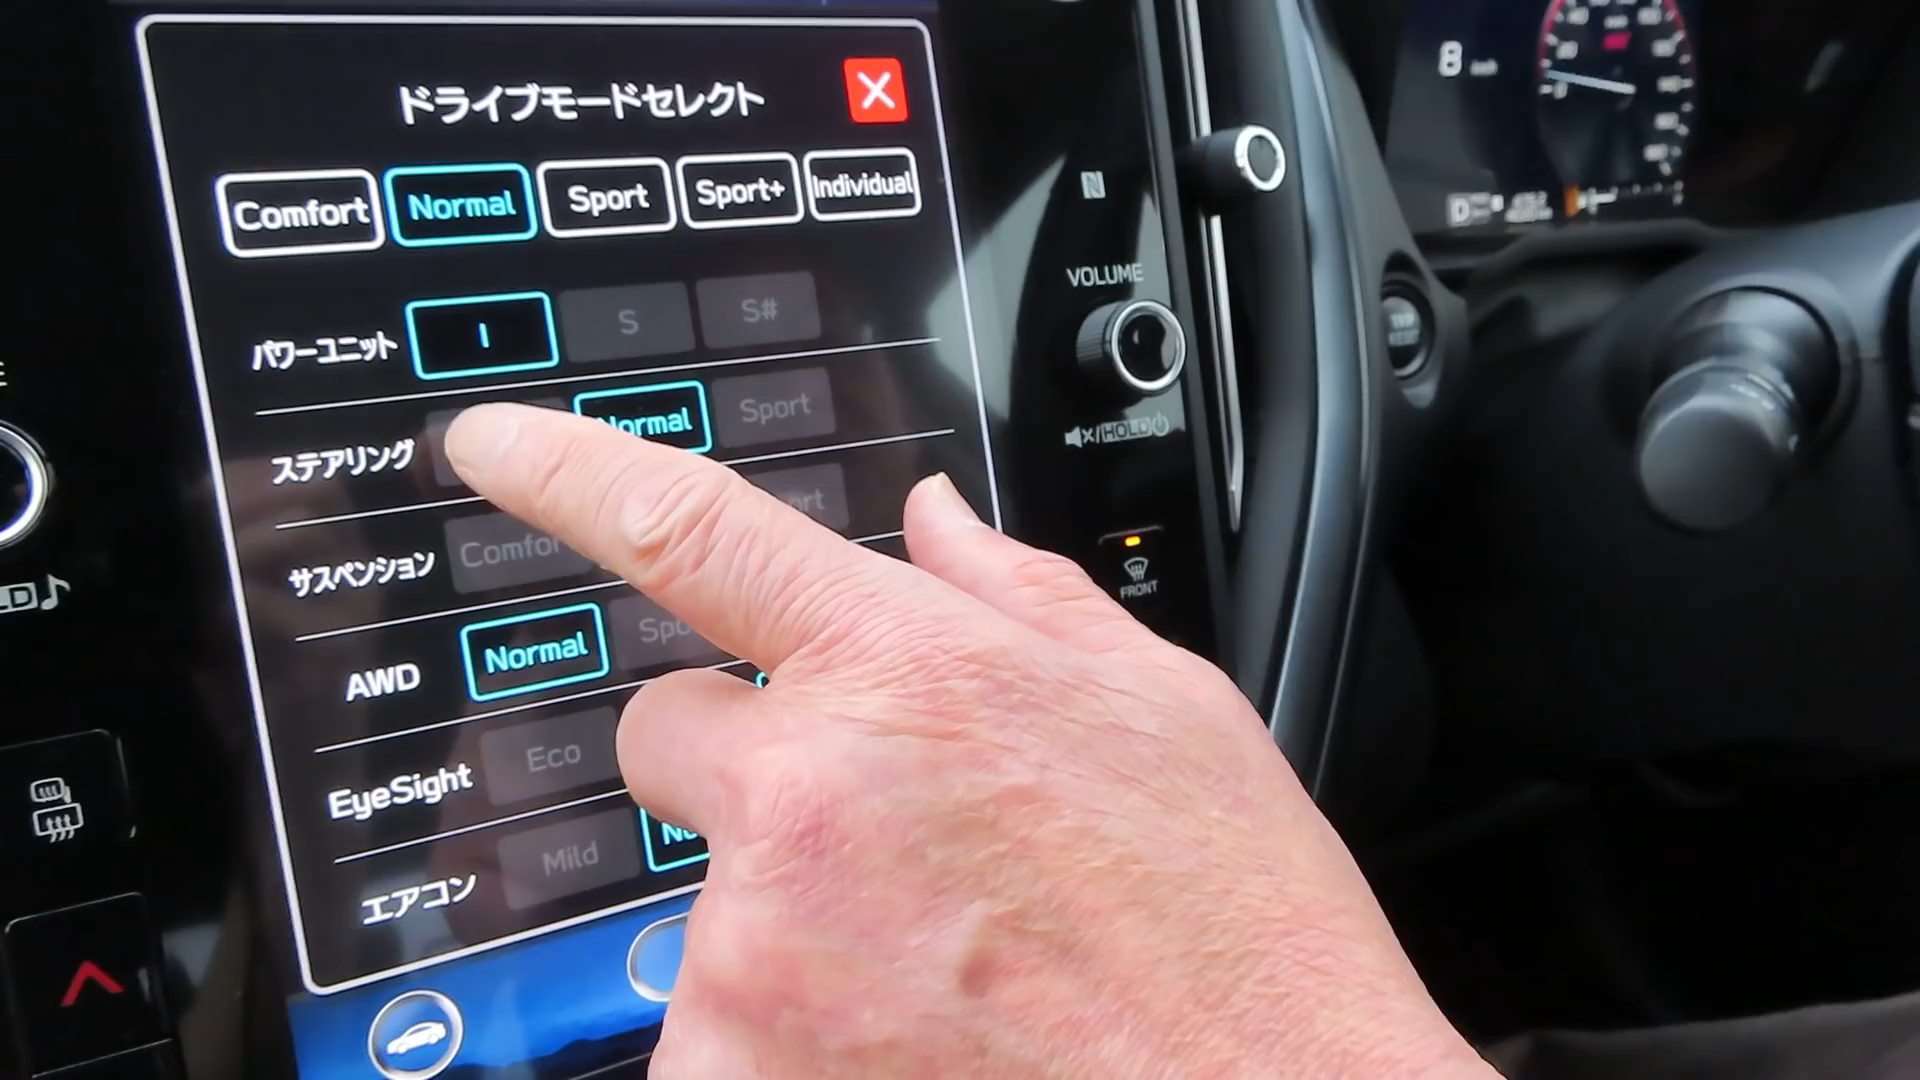 ドライブモードセレクト
Comfort Normal Sport Sport+ Individual
パワーユニット I S S#
ステアリング Normal Sport
サスペンション
AWD Normal
EyeSight Eco
エアコン Mild
VOLUME
HOLD
FRONT
8 km/h
D